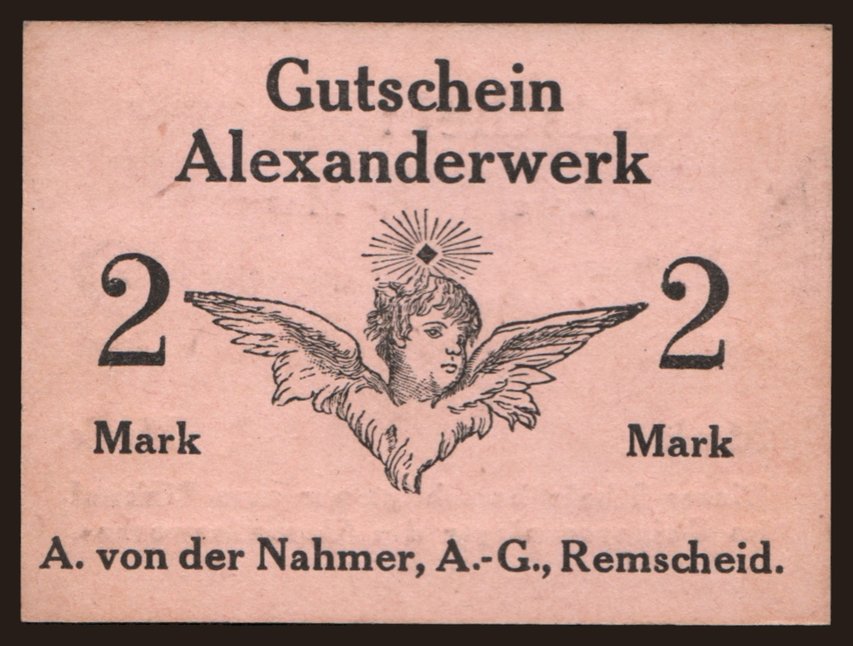 Gutschein
Alexanderwerk
2 2
Mark Mark
A. von der Nahmer, A.-G., Remscheid.